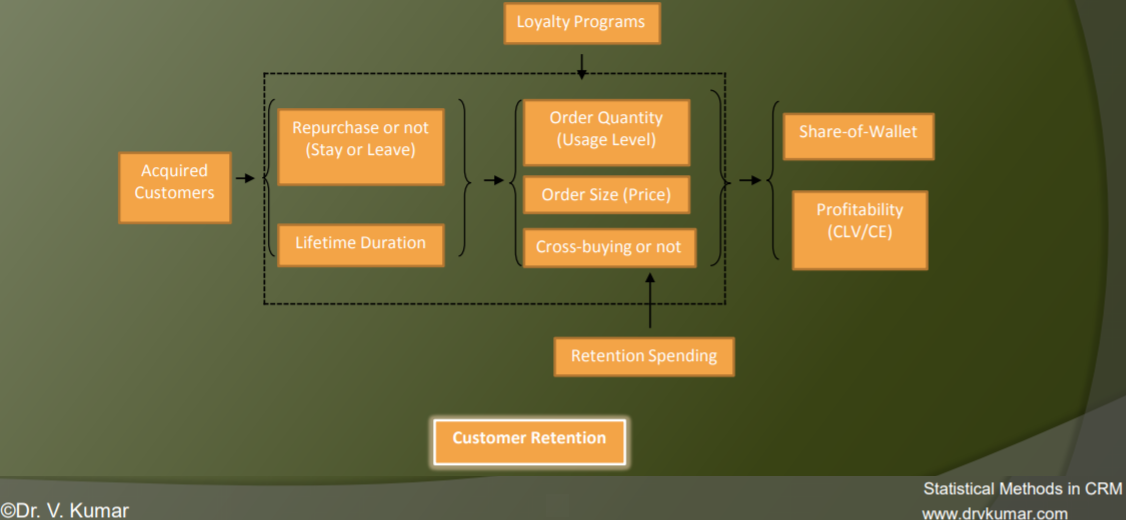 Loyalty Programs
Acquired
Customers
Repurchase or not
(Stay or Leave)
Lifetime Duration
Order Quantity
(Usage Level)
Order Size (Price)
Cross-buying or not
Share-of-Wallet
Profitability
(CLV/CE)
Retention Spending
Customer Retention
©Dr. V. Kumar
Statistical Methods in CRM
www.drvkumar.com